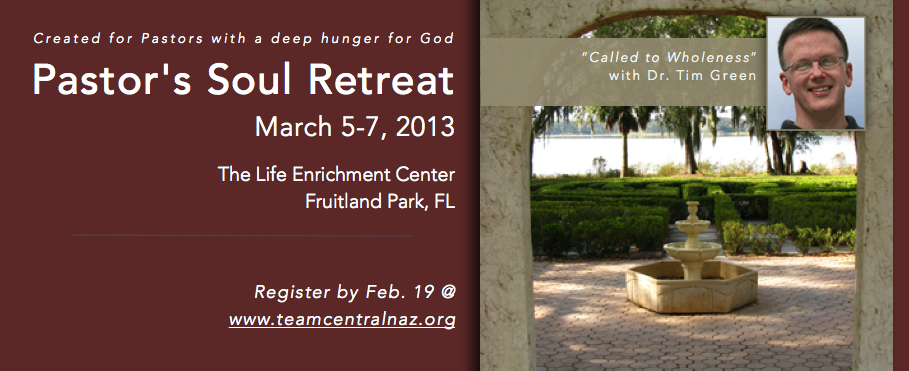 Created for Pastors with a deep hunger for God
Pastor's Soul Retreat
March 5-7, 2013
The Life Enrichment Center
Fruitland Park, FL
Register by Feb. 19 @
www.teamcentralnaz.org
"Called to Wholeness"
with Dr. Tim Green